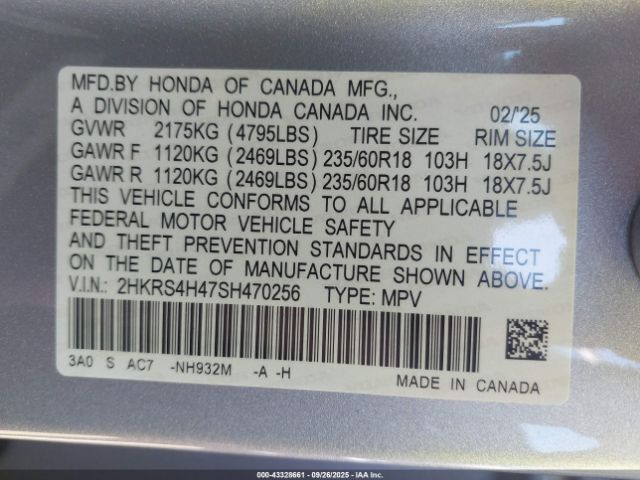 MFD.BY HONDA OF CANADA MFG.,
A DIVISION OF HONDA CANADA INC. 02/'25
GVWR 2175KG (4795LBS) TIRE SIZE RIM SIZE
GAWR F 1120KG (2469LBS) 235/60R18 103H 18X7.5J
GAWR R 1120KG (2469LBS) 235/60R18 103H 18X7.5J
THIS VEHICLE CONFORMS TO ALL APPLICABLE
FEDERAL MOTOR VEHICLE SAFETY
AND THEFT PREVENTION STANDARDS IN EFFECT
ON THE DATE OF MANUFACTURE SHOWN ABOVE.
V.I.N.: 2HKRS4H47SH470256 TYPE: MPV
3A0 S AC7 -NH932M -A -H
MADE IN CANADA
000-43328661 - 09/26/2025 - IAA Inc.